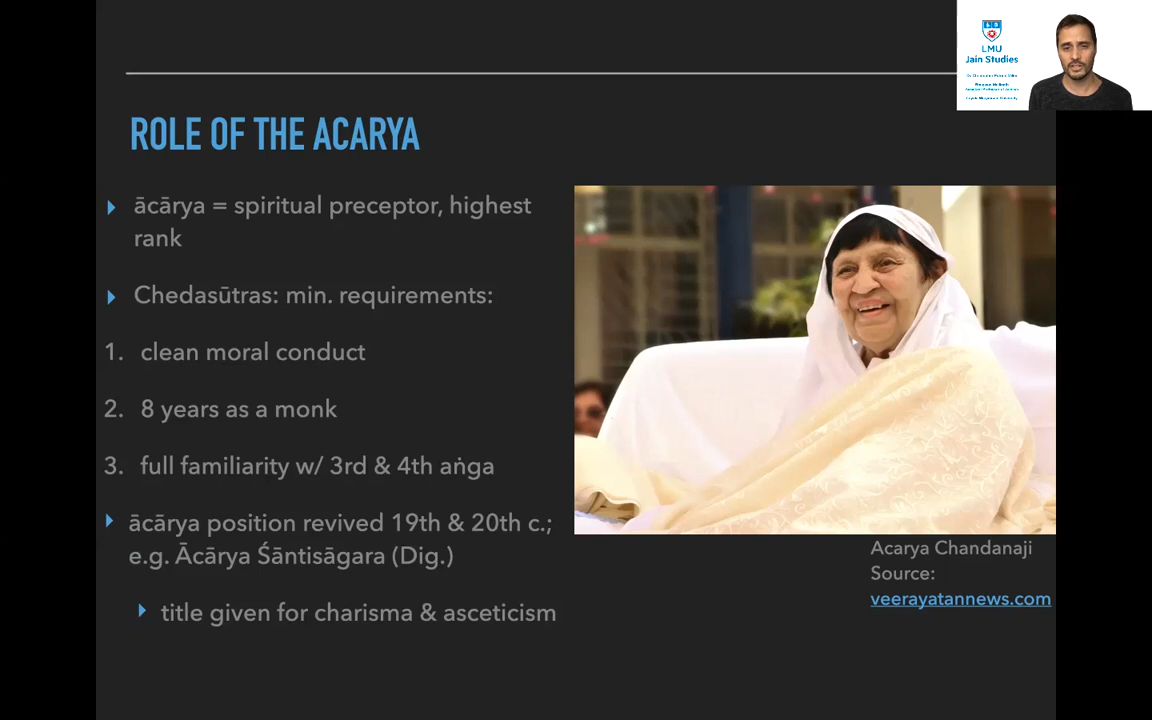 LMU
Jain Studies
ROLE OF THE ACARYA
ācārya = spiritual preceptor, highest
rank
Chedasūtras: min. requirements:
1. clean moral conduct
2. 8 years as a monk
3. full familiarity w/ 3rd & 4th aṅga
ācārya position revived 19th & 20th c.;
e.g. Ācārya Śāntisāgara (Dig.)
title given for charisma & asceticism
Acarya Chandanaji
Source:
veerayatannews.com